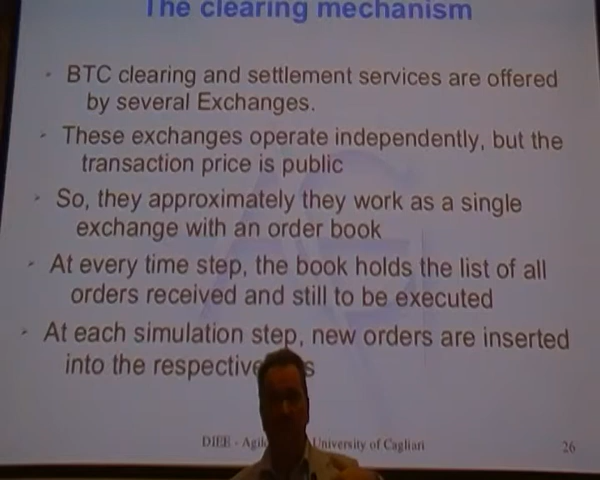 The clearing mechanism
- BTC clearing and settlement services are offered
by several Exchanges.
- These exchanges operate independently, but the
transaction price is public
- So, they approximately they work as a single
exchange with an order book
- At every time step, the book holds the list of all
orders received and still to be executed
- At each simulation step, new orders are inserted
into the respective
DIEE - University of Cagliari
26